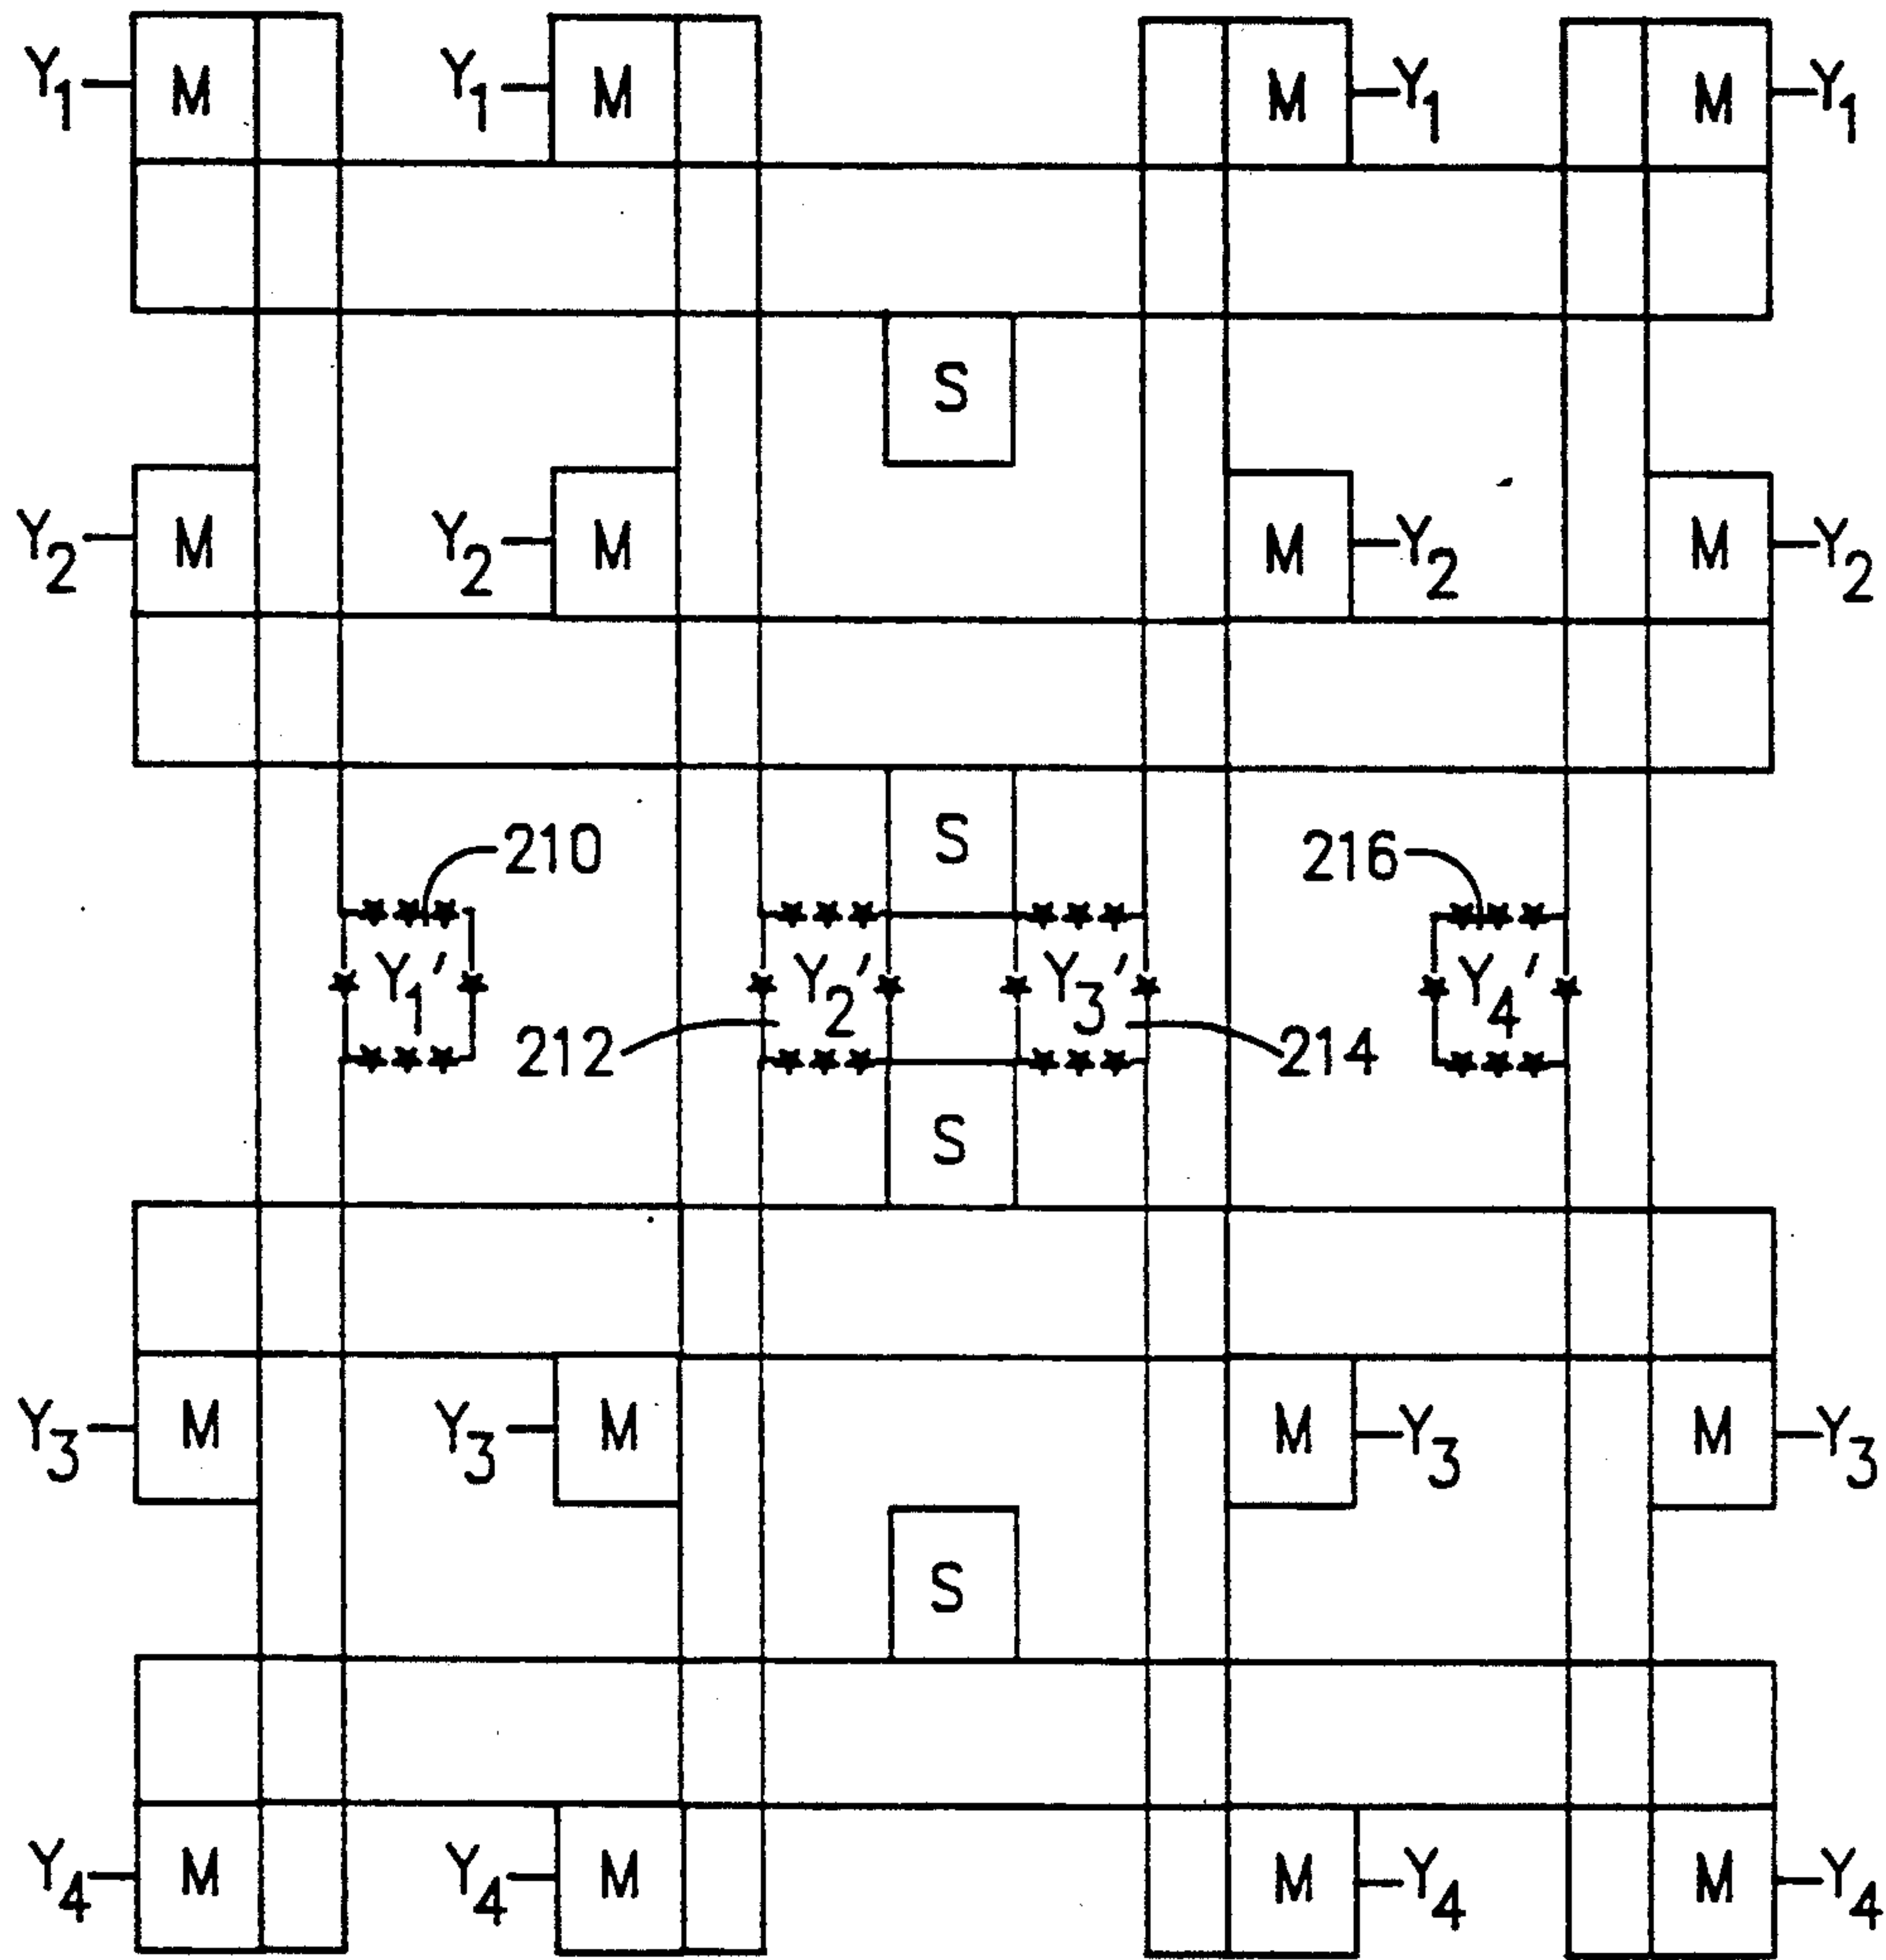 Y1 M Y1 M M Y1 M Y1
S
Y2 M Y2 M M Y2 M Y2
210 S 216
Y1' Y2' Y3' Y4'
212 214
S
Y3 M Y3 M M Y3 M Y3
S
Y4 M Y4 M M Y4 M Y4